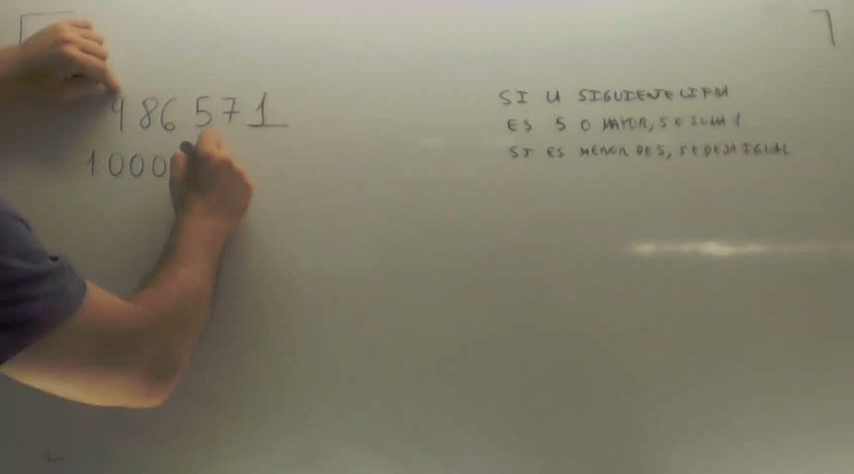 986571
1000
SI LA SIGUIENTE CIFRA
ES 5 O MAYOR, SE SUMA 1
SI ES MENOR DE 5, SE DEJA IGUAL